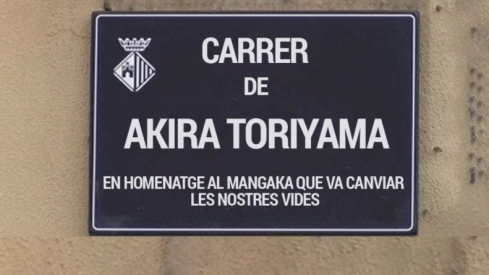 CARRER
DE
AKIRA TORIYAMA
EN HOMENATGE AL MANGAKA QUE VA CANVIAR
LES NOSTRES VIDES